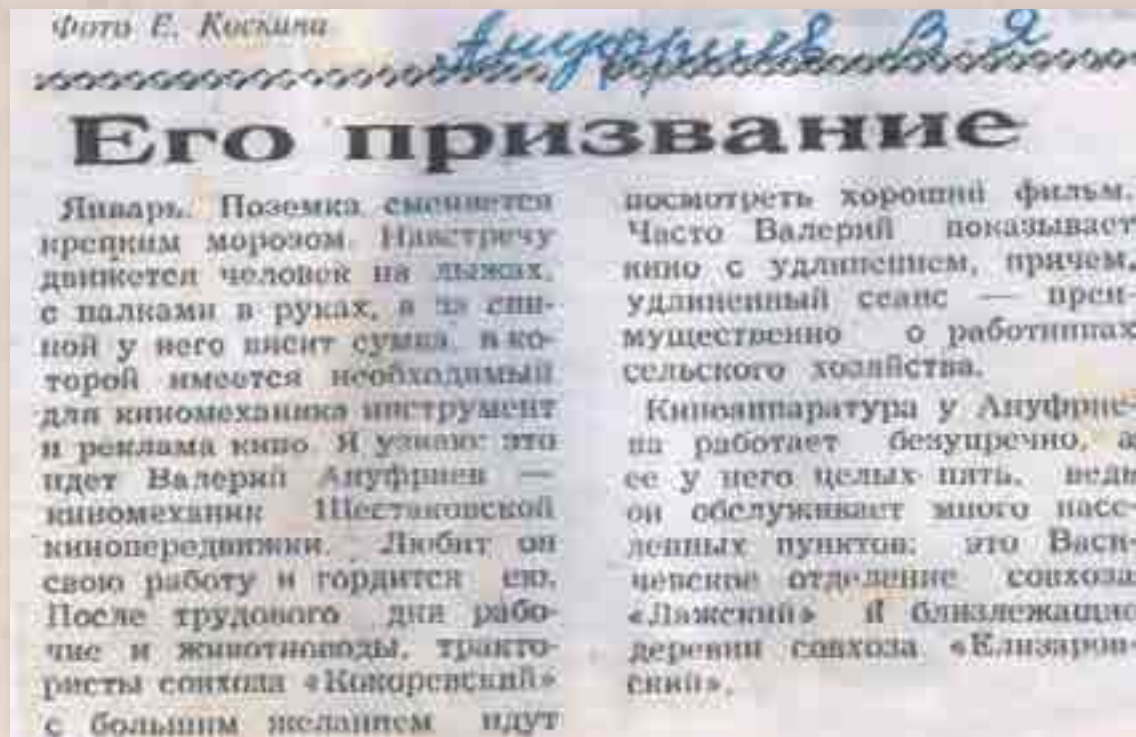 Фото Е. Коскина
Ануфриев В. Я
Его призвание
Январь. Поземка сменяется
крепким морозом. Навстречу
движется человек на лыжах,
с палками в руках, а за спи-
ной у него висит сумка, в ко-
торой имеется необходимый
для киномеханика инструмент
и реклама кино. Я узнаю: это
идет Валерий Ануфриев —
киномеханик Шестаковской
кинопередвижки. Любит он
свою работу и гордится ею.
После трудового дня рабо-
чие и животноводы, тракто-
ристы совхоза «Кокоревский»
с большим желанием идут
посмотреть хороший фильм.
Часто Валерий показывает
кино с удлинением, причем,
удлиненный сеанс — преи-
мущественно о работниках
сельского хозяйства.
Киноаппаратура у Ануфрие-
ва работает безупречно, а
ее у него целых пять, ведь
он обслуживает много насе-
ленных пунктов: это Васи-
чевское отделение совхоза
«Лажский» и близлежащие
деревни совхоза «Елизаров-
ский».